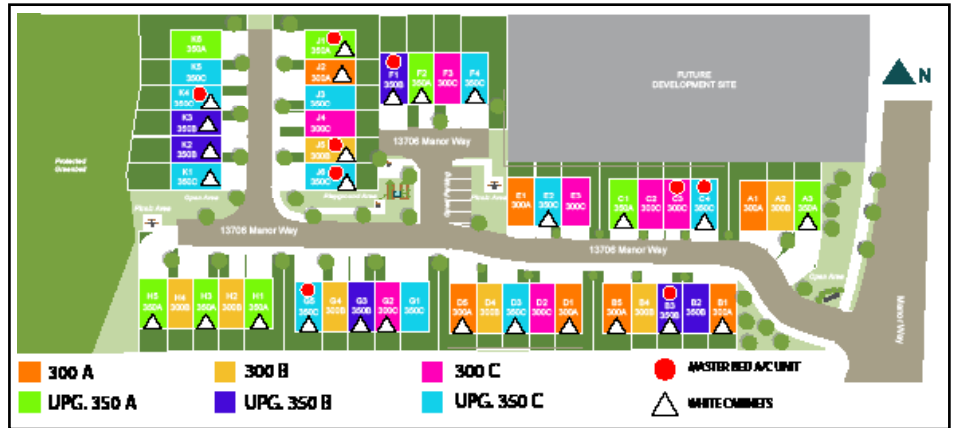 K6
350A
K5
350C
K4
350C
K3
350B
K2
350B
K1
350C
J1
350A
J2
300A
J3
350C
J4
300C
J5
300B
J6
350C
F1
350B
F2
350A
F3
300C
F4
350C
FUTURE
DEVELOPMENT SITE
N
Protected
Greenbelt
13706 Manor Way
Playground Area
Open Area
Picnic Area
Picnic Area
E1
300A
E2
350C
E3
300C
C1
350A
C2
300C
C3
300C
C4
350C
A1
300A
A2
300B
A3
350A
13706 Manor Way
13706 Manor Way
Open Area
Manor Way
H5
350A
H4
300B
H3
350A
H2
300B
H1
350A
G5
350C
G4
300B
G3
350B
G2
300C
G1
350C
D5
300A
D4
300B
D3
350C
D2
300C
D1
300A
B5
300A
B4
300B
B3
350B
B2
350B
B1
300A
300 A
300 B
300 C
MASTER BED A/C UNIT
UPG. 350 A
UPG. 350 B
UPG. 350 C
WHITE CABINETS